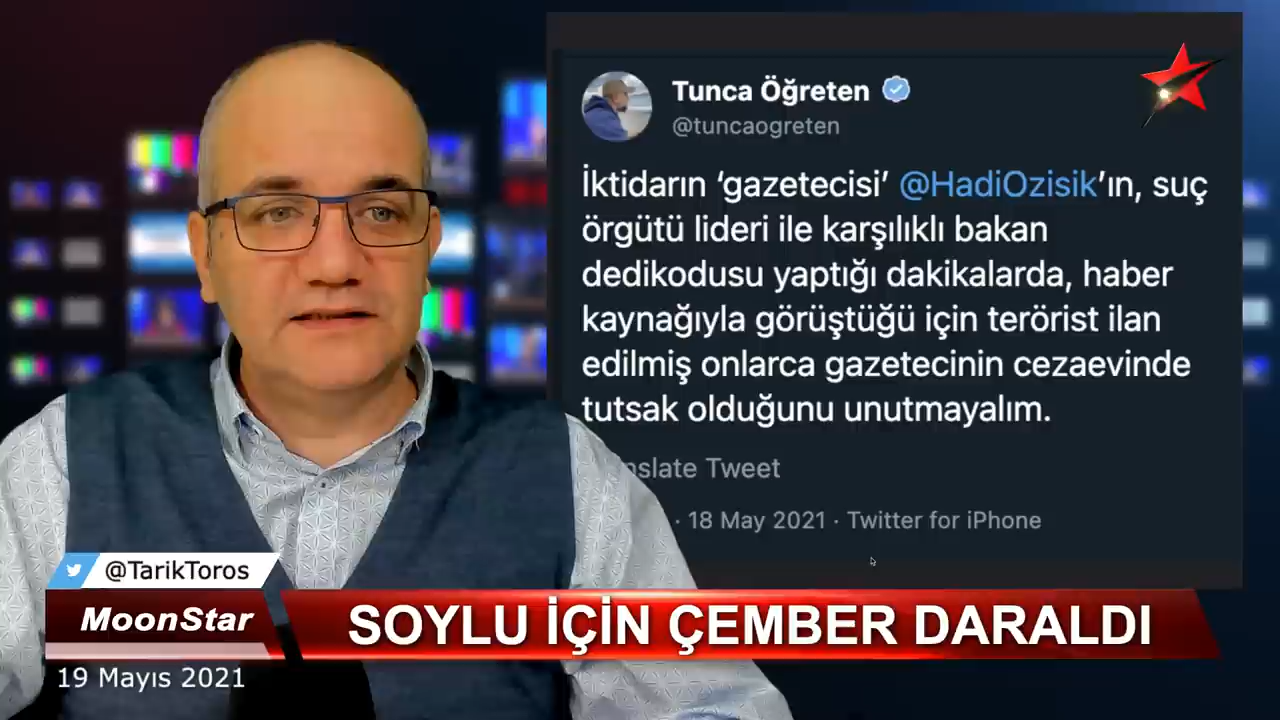 Tunca Öğreten
@tuncaogreten
İktidarın ‘gazetecisi’ @HadiOzisik’ın, suç
örgütü lideri ile karşılıklı bakan
dedikodusu yaptığı dakikalarda, haber
kaynağıyla görüştüğü için terörist ilan
edilmiş onlarca gazetecinin cezaevinde
tutsak olduğunu unutmayalım.
nslate Tweet
· 18 May 2021 · Twitter for iPhone
@TarikToros
MoonStar
SOYLU İÇİN ÇEMBER DARALDI
19 Mayıs 2021